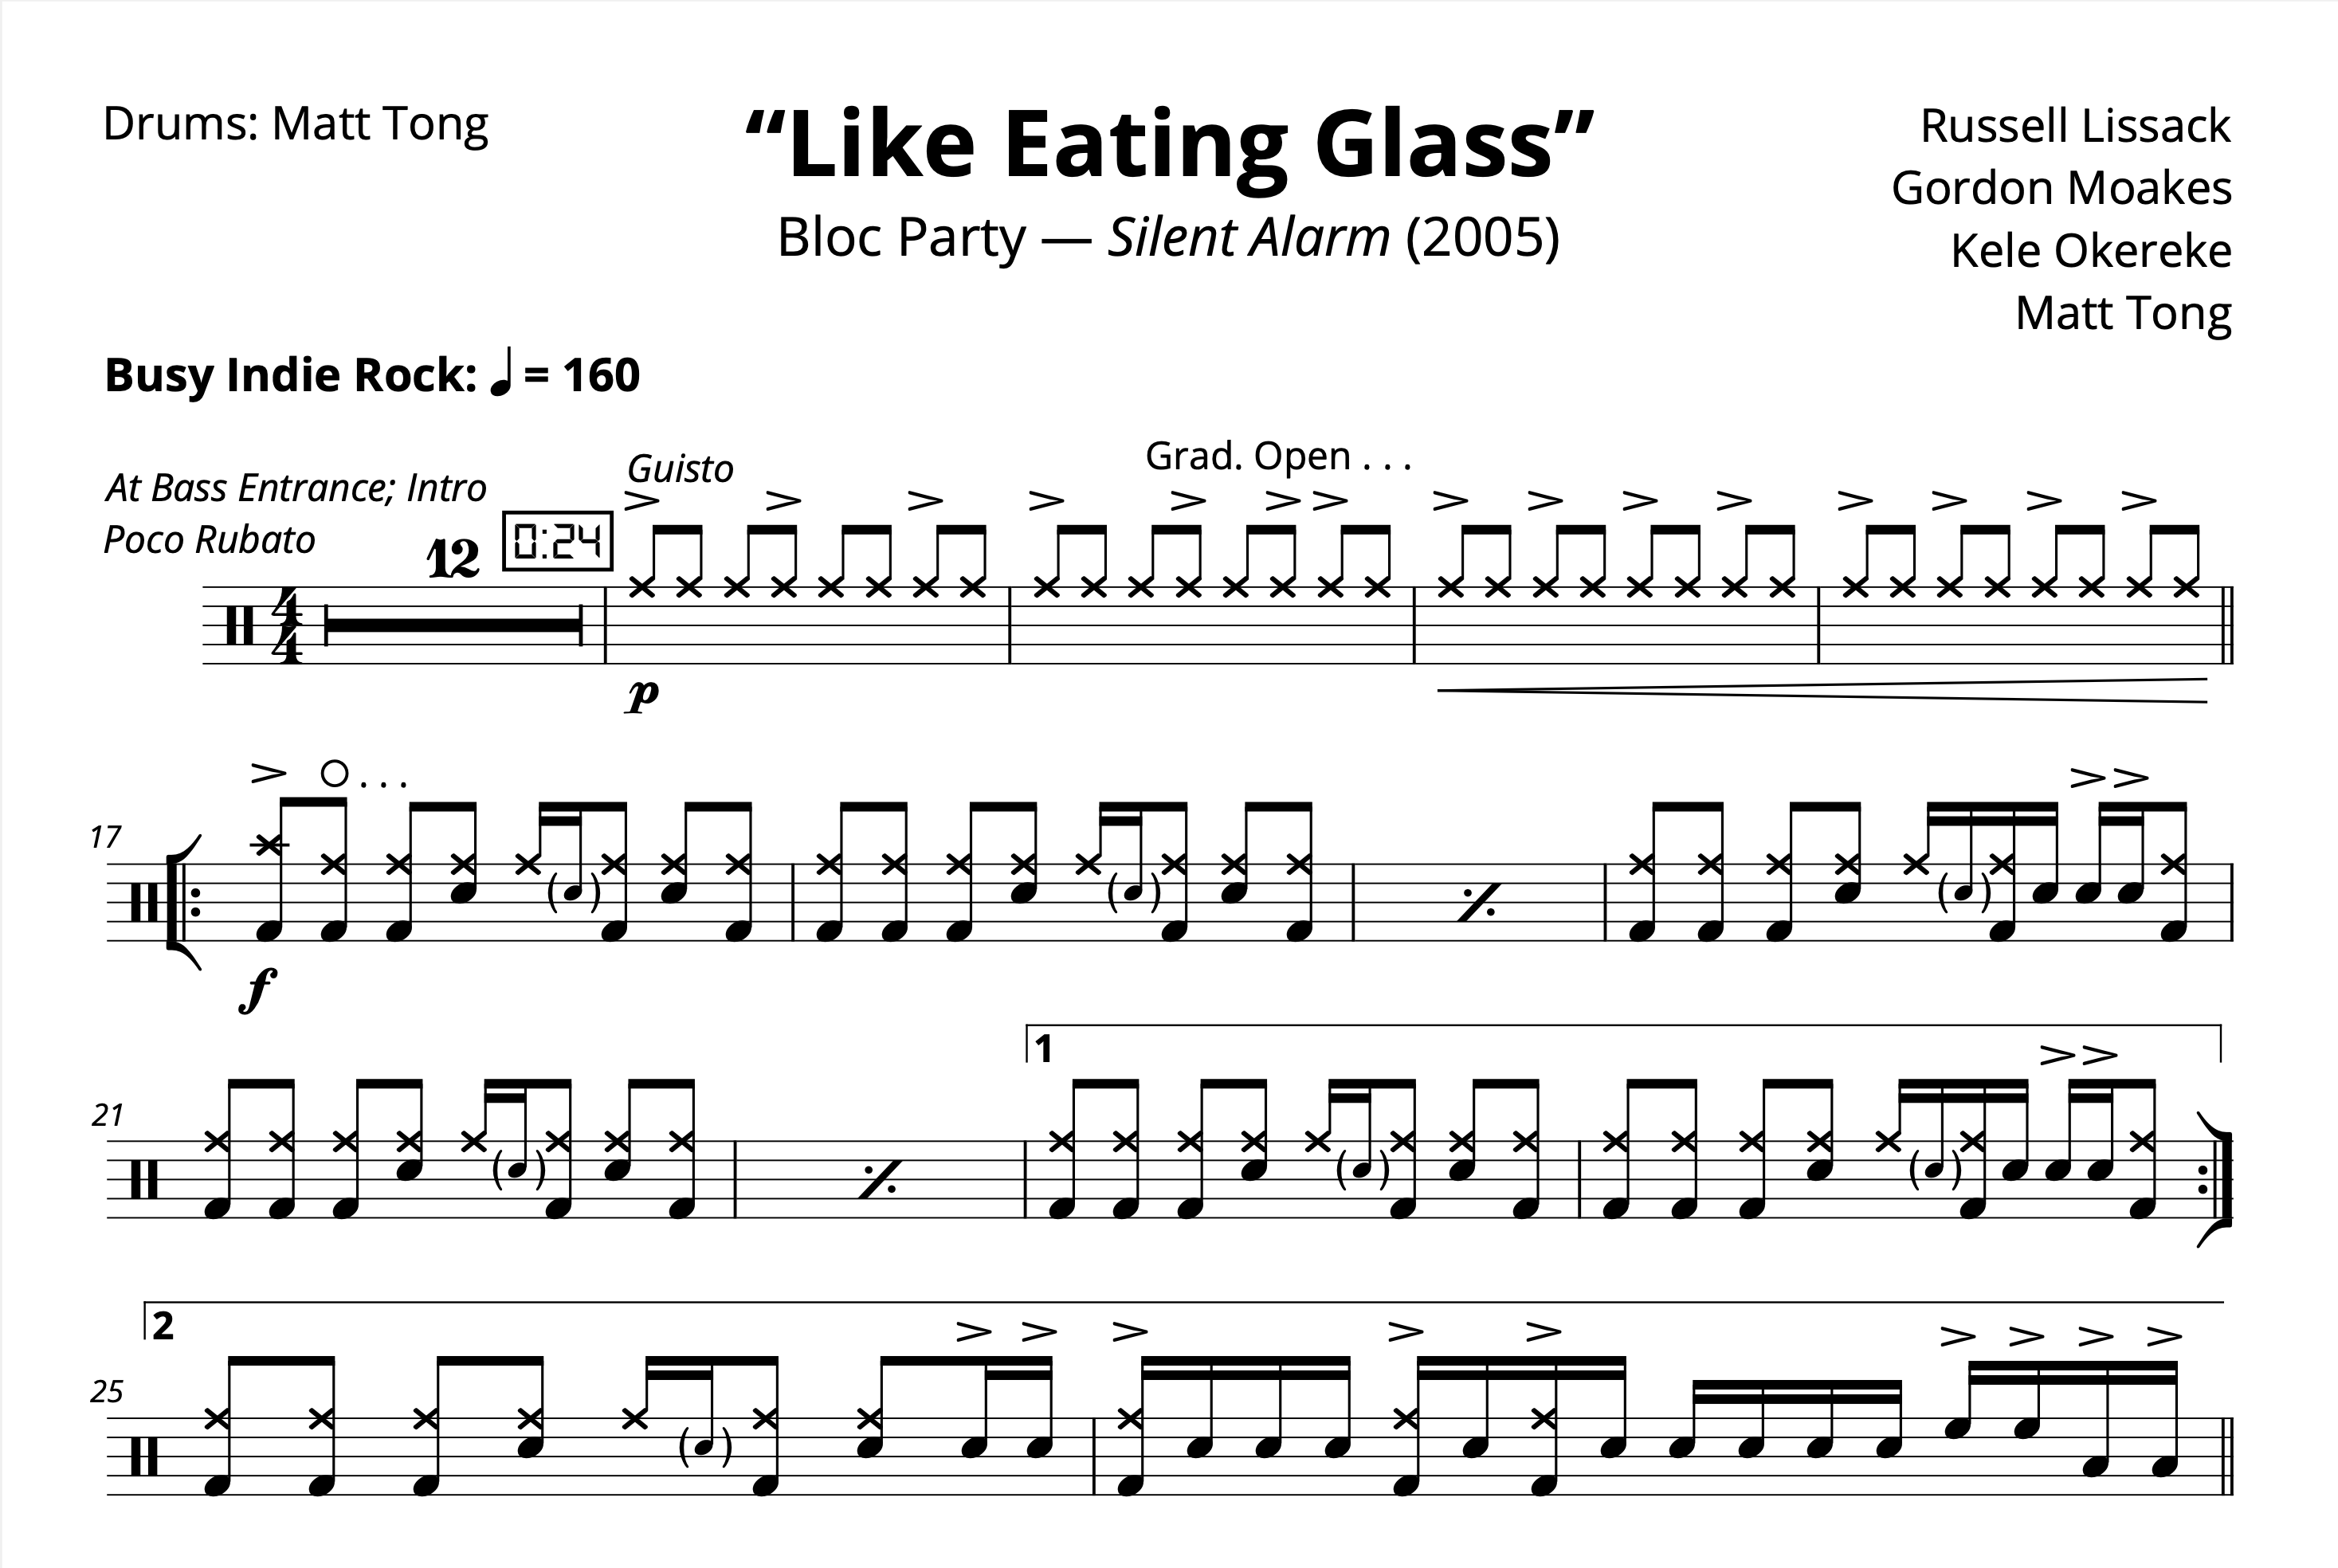 Drums: Matt Tong
“Like Eating Glass”
Bloc Party — Silent Alarm (2005)
Russell Lissack
Gordon Moakes
Kele Okereke
Matt Tong
Busy Indie Rock: ♩ = 160
At Bass Entrance; Intro
Poco Rubato
12
0:24
Guisto
Grad. Open . . .
4
4
p
. . .
17
f
1
21
2
25